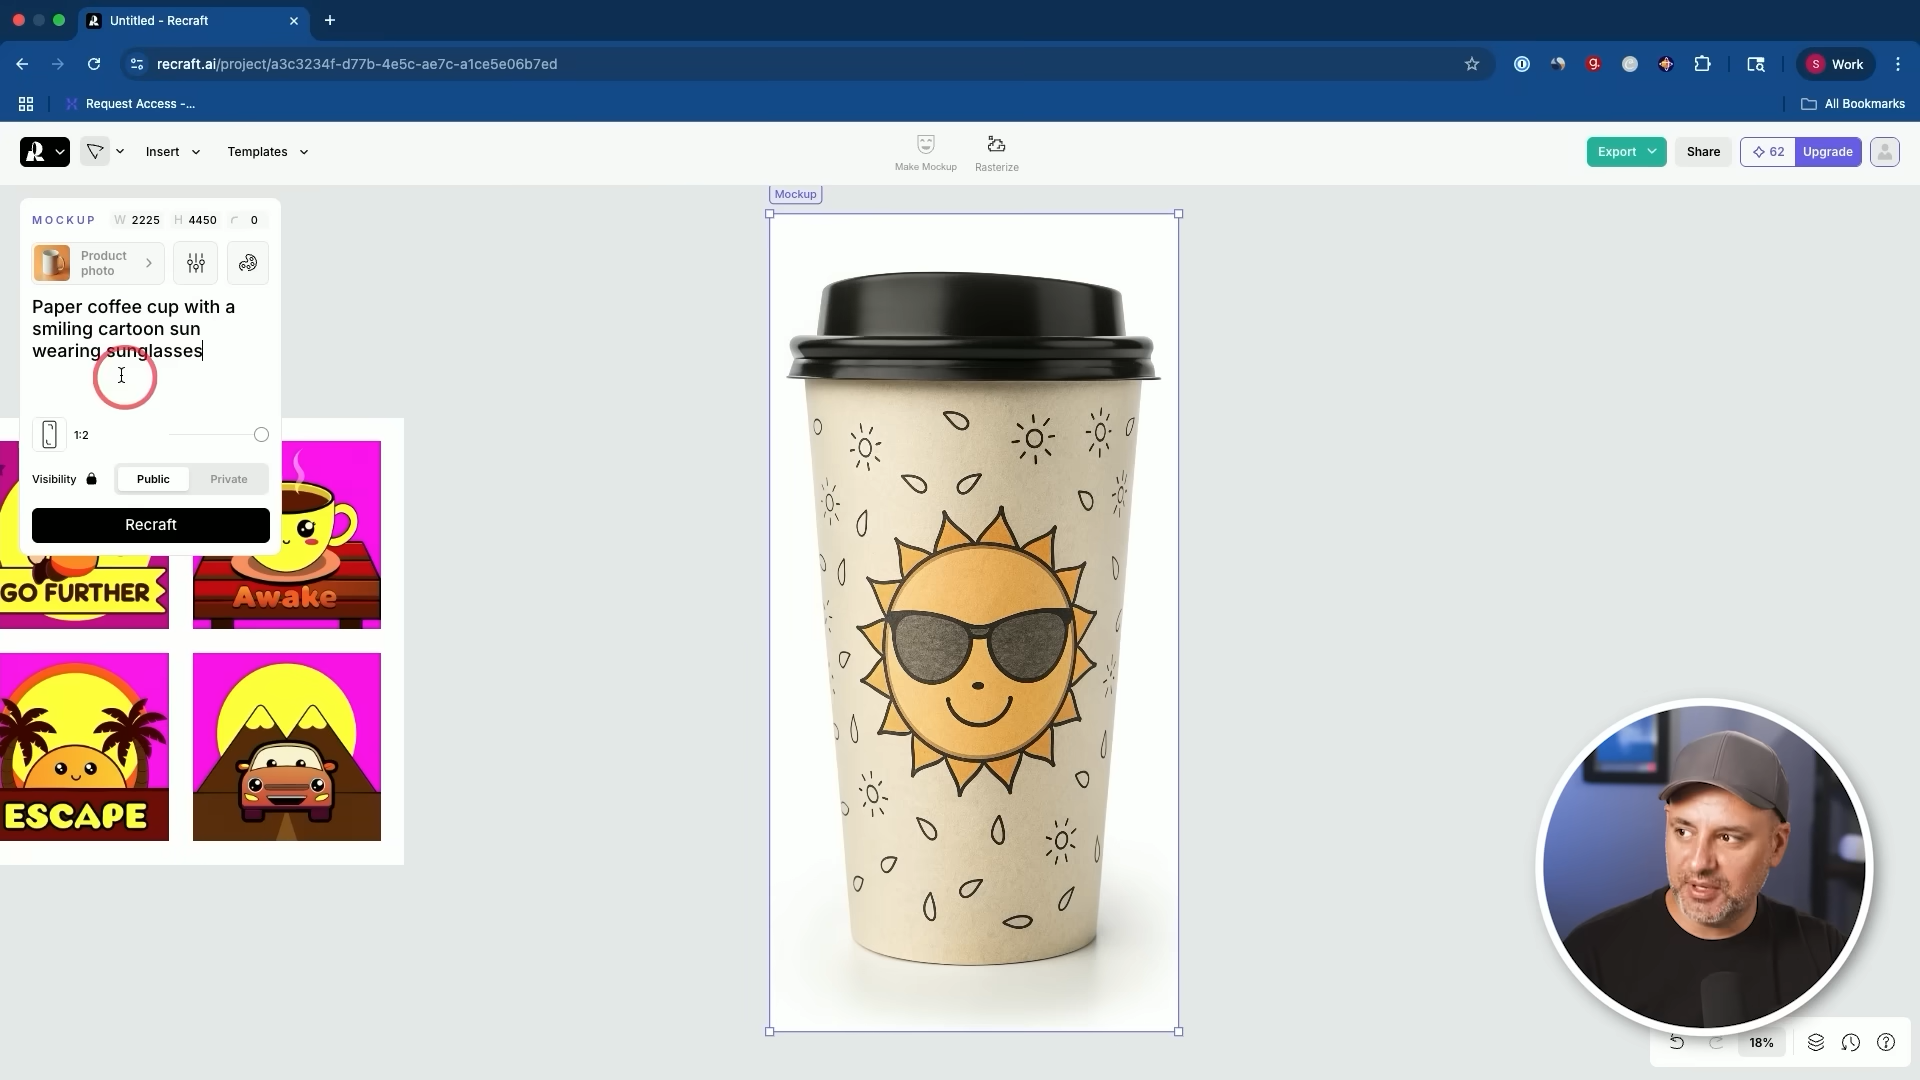 Untitled - Recraft
recraft.ai/project/a3c3234f-d77b-4e5c-ae7c-a1ce5e06b7ed
S Work
Request Access -...
All Bookmarks
Insert
Templates
Make Mockup
Rasterize
Export
Share
62
Upgrade
Mockup
MOCKUP W 2225 H 4450 0
Product
photo
Paper coffee cup with a
smiling cartoon sun
wearing sunglasses
1:2
Visibility
Public
Private
Recraft
GO FURTHER
Awake
ESCAPE
18%